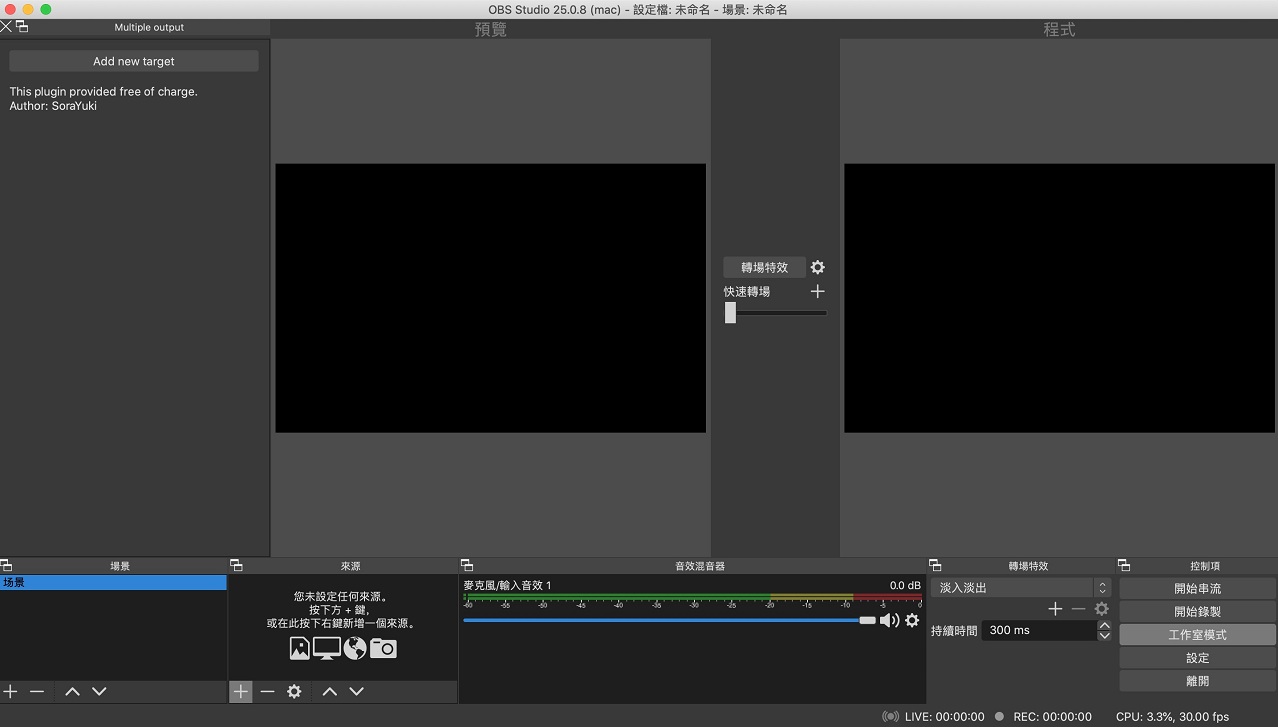 OBS Studio 25.0.8 (mac) - 設定檔: 未命名 - 場景: 未命名
Multiple output
預覽
程式
Add new target
This plugin provided free of charge.
Author: SoraYuki
轉場特效
快速轉場
場景
來源
音效混音器
轉場特效
控制項
场景
您未設定任何來源。
按下方 + 鍵,
或在此按下右鍵新增一個來源。
麥克風/輸入音效 1
0.0 dB
-60 -55 -50 -45 -40 -35 -30 -25 -20 -15 -10 -5 0
淡入淡出
持續時間 300 ms
開始串流
開始錄製
工作室模式
設定
離開
LIVE: 00:00:00
REC: 00:00:00
CPU: 3.3%, 30.00 fps